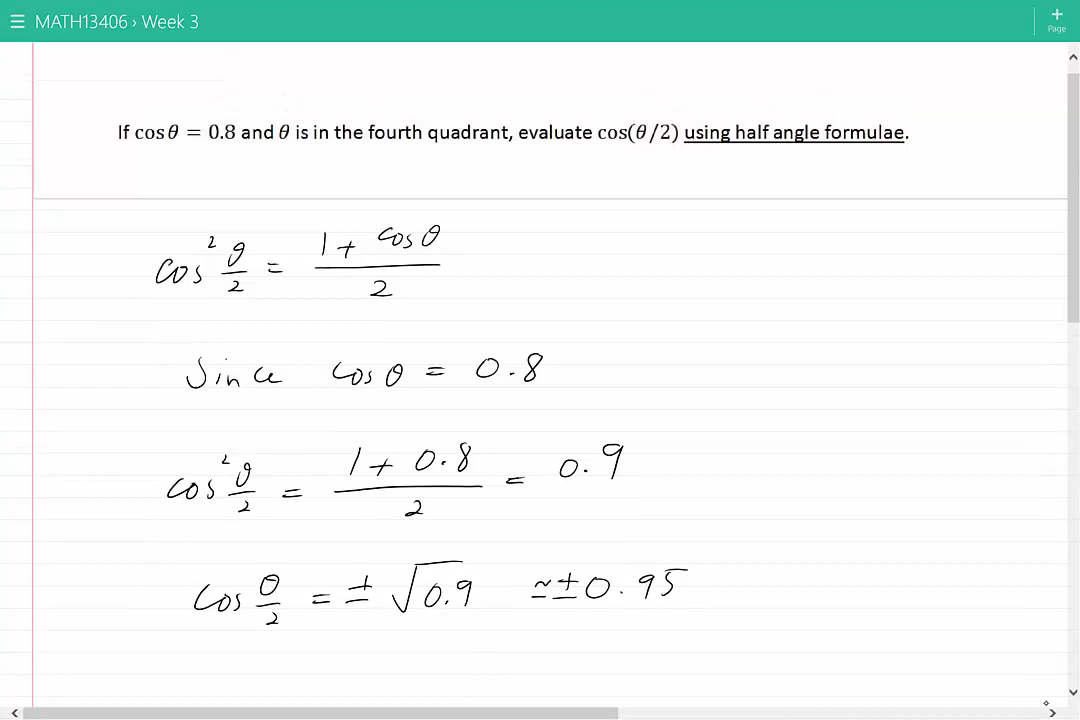 MATH13406 › Week 3
Page
If cos θ = 0.8 and θ is in the fourth quadrant, evaluate cos(θ/2) using half angle formulae.
cos² θ/2 = (1 + cosθ)/2
Since cosθ = 0.8
cos² θ/2 = (1 + 0.8)/2 = 0.9
cos θ/2 = ± √0.9 ≃ ± 0.95